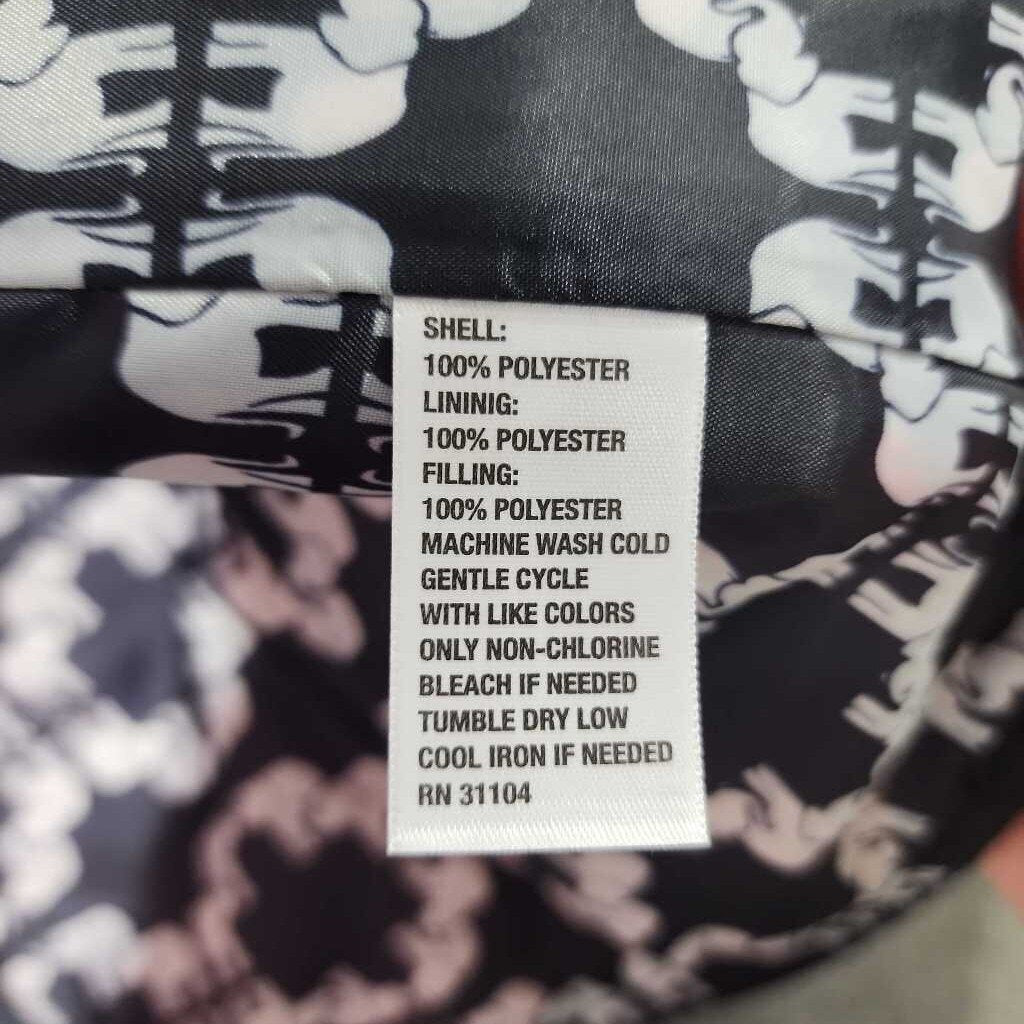 SHELL:
100% POLYESTER
LININIG:
100% POLYESTER
FILLING:
100% POLYESTER
MACHINE WASH COLD
GENTLE CYCLE
WITH LIKE COLORS
ONLY NON-CHLORINE
BLEACH IF NEEDED
TUMBLE DRY LOW
COOL IRON IF NEEDED
RN 31104